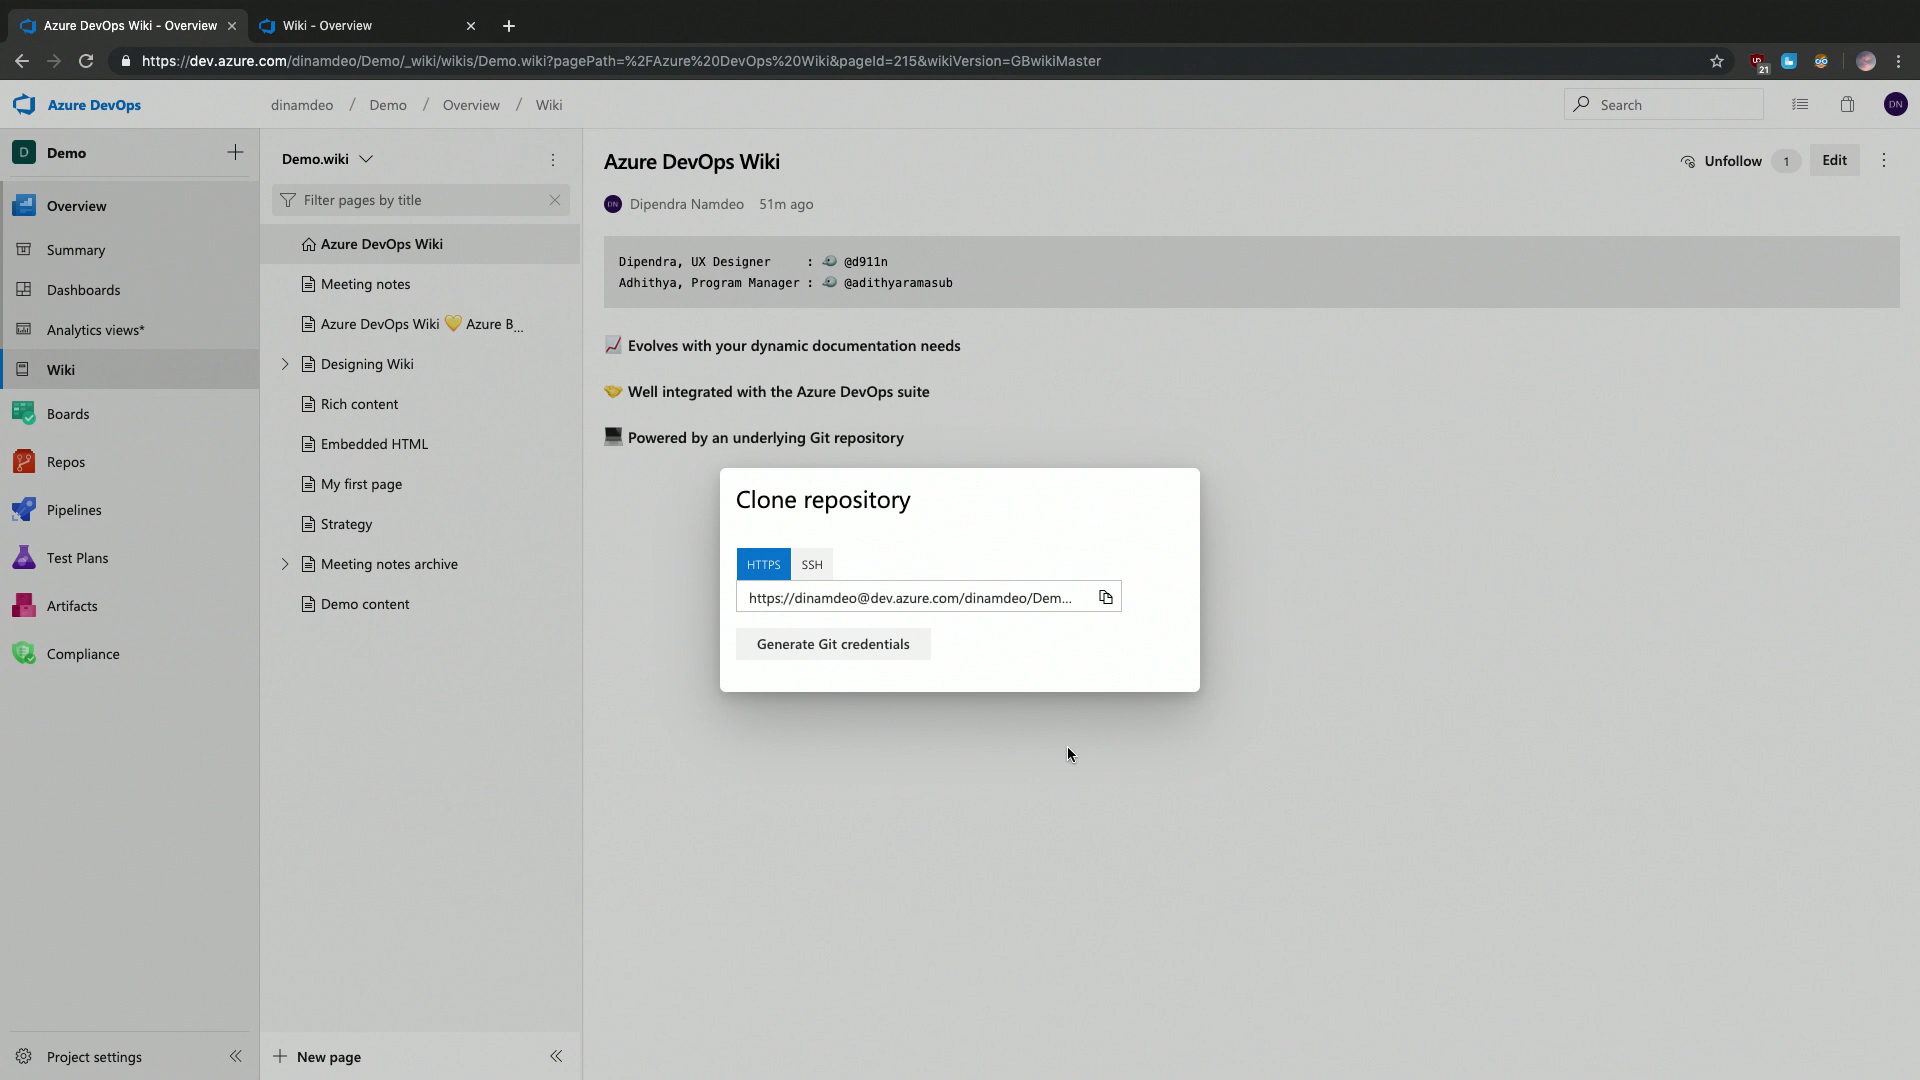 Azure DevOps Wiki - Overview
Wiki - Overview
https://dev.azure.com/dinamdeo/Demo/_wiki/wikis/Demo.wiki?pagePath=%2FAzure%20DevOps%20Wiki&pageId=215&wikiVersion=GBwikiMaster
21
Azure DevOps
dinamdeo / Demo / Overview / Wiki
Search
DN
D Demo
Overview
Summary
Dashboards
Analytics views*
Wiki
Boards
Repos
Pipelines
Test Plans
Artifacts
Compliance
Project settings
Demo.wiki
Filter pages by title
Azure DevOps Wiki
Meeting notes
Azure DevOps Wiki 💛 Azure B...
Designing Wiki
Rich content
Embedded HTML
My first page
Strategy
Meeting notes archive
Demo content
New page
Azure DevOps Wiki
Unfollow 1 Edit
DN Dipendra Namdeo 51m ago
Dipendra, UX Designer : 🐦 @d911n
Adhithya, Program Manager : 🐦 @adithyaramasub
📈 Evolves with your dynamic documentation needs
🤝 Well integrated with the Azure DevOps suite
💻 Powered by an underlying Git repository
Clone repository
HTTPS SSH
https://dinamdeo@dev.azure.com/dinamdeo/Dem...
Generate Git credentials